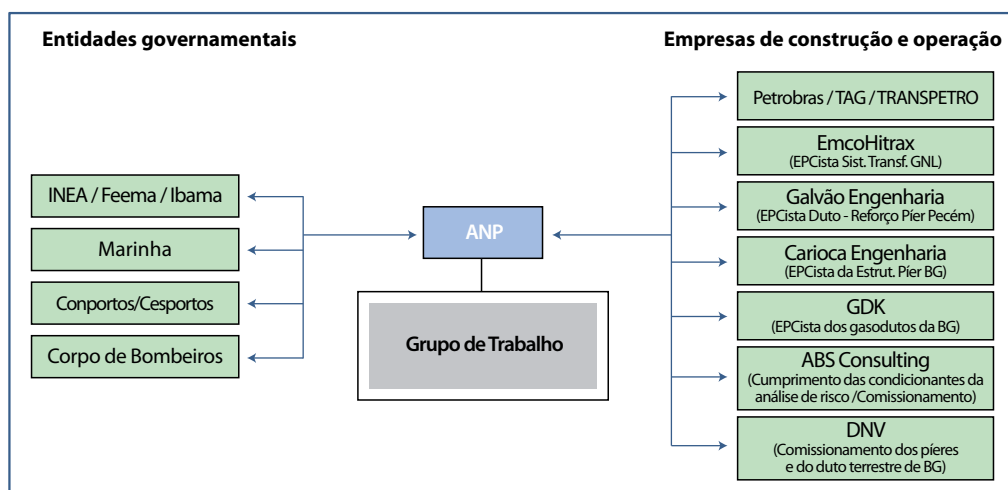 Entidades governamentais
INEA / Feema / Ibama
Marinha
Conportos/Cesportos
Corpo de Bombeiros
ANP
Grupo de Trabalho
Empresas de construção e operação
Petrobras / TAG / TRANSPETRO
EmcoHitrax
(EPCista Sist. Transf. GNL)
Galvão Engenharia
(EPCista Duto - Reforço Píer Pecém)
Carioca Engenharia
(EPCista da Estrut. Píer BG)
GDK
(EPCista dos gasodutos da BG)
ABS Consulting
(Cumprimento das condicionantes da
análise de risco /Comissionamento)
DNV
(Comissionamento dos píeres
e do duto terrestre de BG)